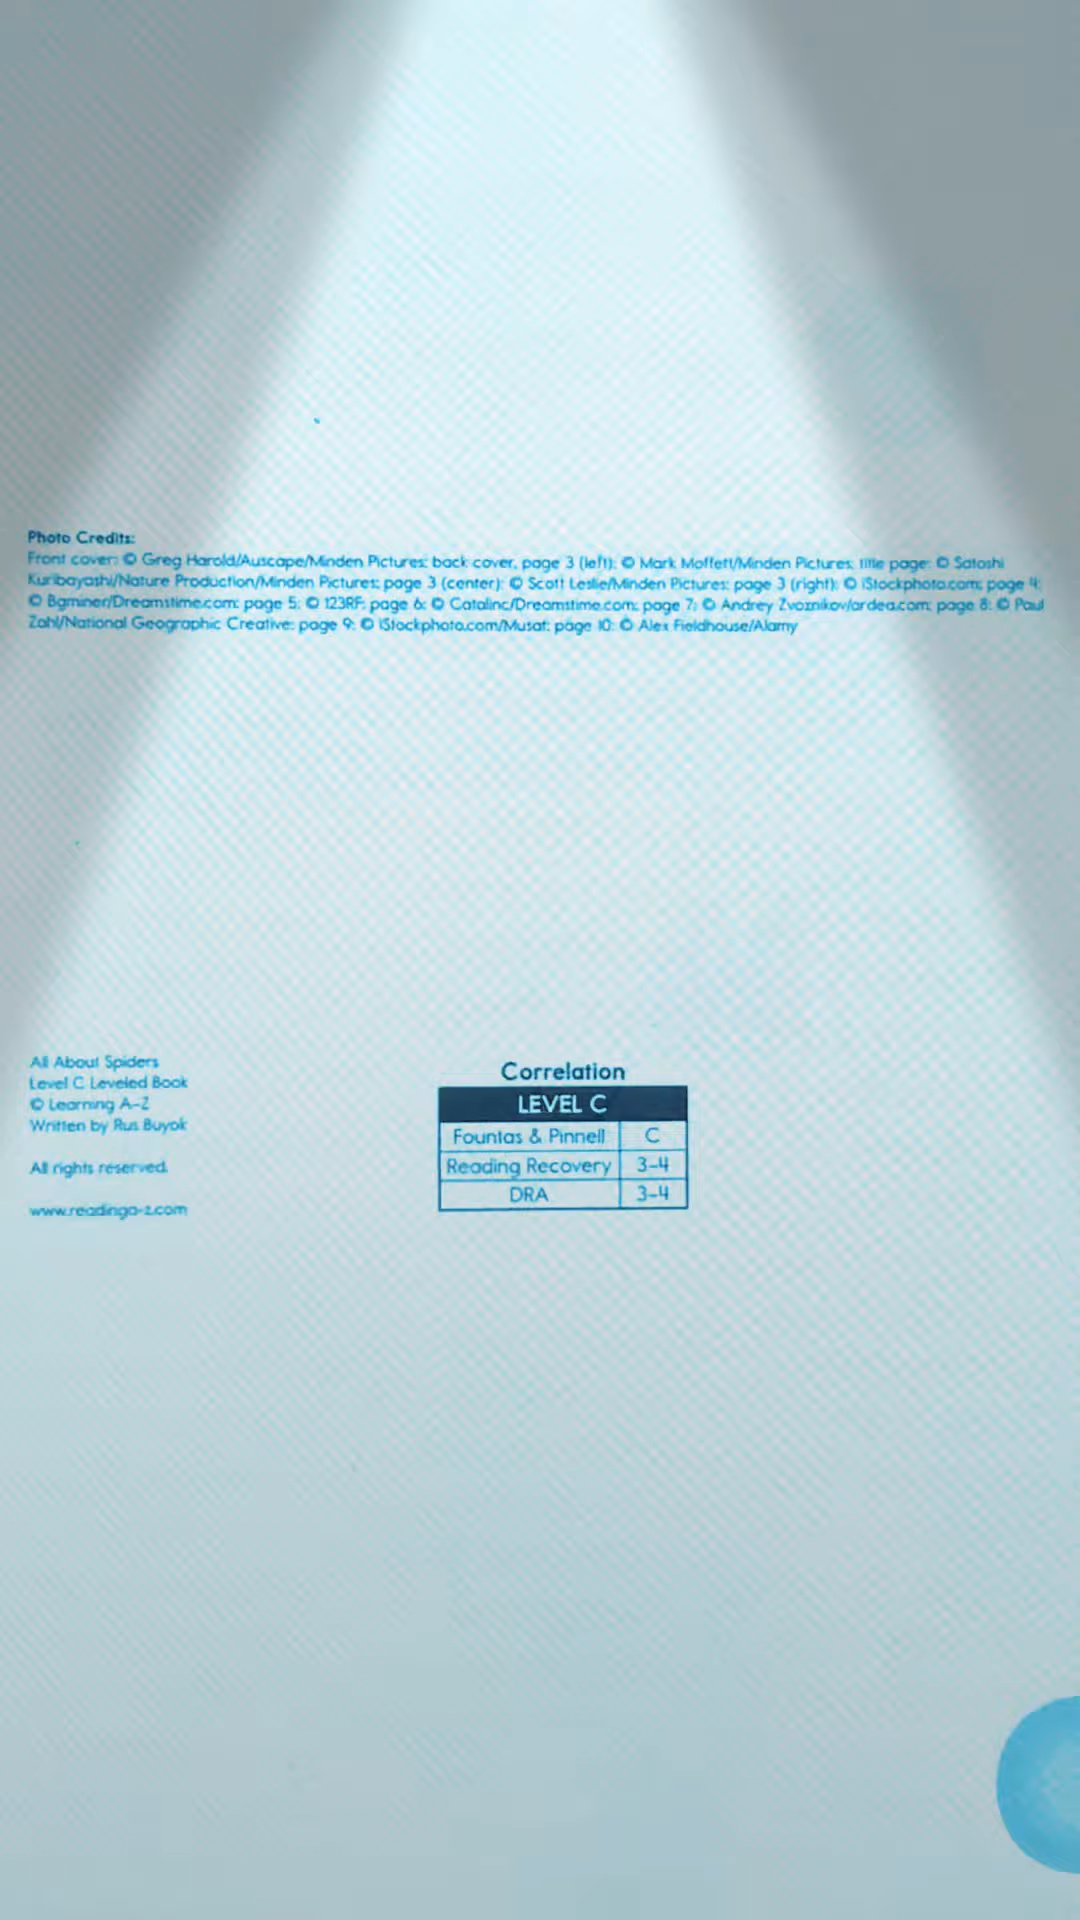 Photo Credits:
Front cover: © Greg Harold/Auscape/Minden Pictures; back cover, page 3 (left): © Mark Moffett/Minden Pictures; title page: © Satoshi
Kuribayashi/Nature Production/Minden Pictures; page 3 (center): © Scott Leslie/Minden Pictures; page 3 (right): © iStockphoto.com; page 4:
© Bgminer/Dreamstime.com; page 5: © 123RF; page 6: © Catalinc/Dreamstime.com; page 7: © Andrey Zvoznikov/ardea.com; page 8: © Paul
Zahl/National Geographic Creative; page 9: © iStockphoto.com/Musat; page 10: © Alex Fieldhouse/Alamy
All About Spiders
Level C Leveled Book
© Learning A–Z
Written by Rus Buyok
All rights reserved.
www.readinga-z.com
Correlation
LEVEL C
Fountas & Pinnell C
Reading Recovery 3–4
DRA 3–4